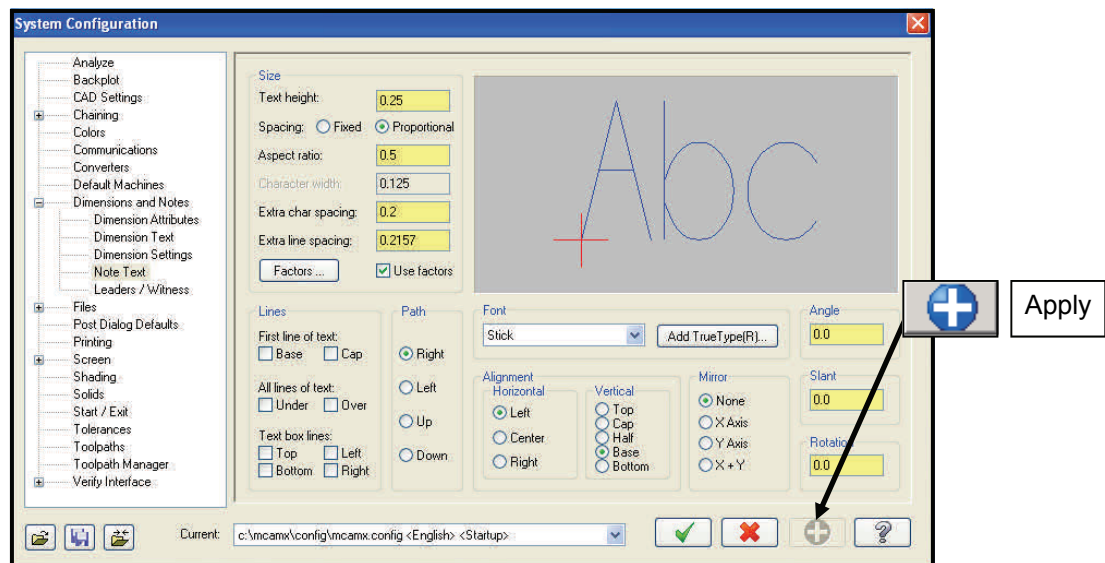 System Configuration
Analyze
Backplot
CAD Settings
Chaining
Colors
Communications
Converters
Default Machines
Dimensions and Notes
Dimension Attributes
Dimension Text
Dimension Settings
Note Text
Leaders / Witness
Files
Post Dialog Defaults
Printing
Screen
Shading
Solids
Start / Exit
Tolerances
Toolpaths
Toolpath Manager
Verify Interface
Size
Text height: 0.25
Spacing: Fixed Proportional
Aspect ratio: 0.5
Character width: 0.125
Extra char spacing: 0.2
Extra line spacing: 0.2157
Factors ... Use factors
Abc
Lines
First line of text:
Base Cap
All lines of text:
Under Over
Text box lines:
Top Left
Bottom Right
Path
Right
Left
Up
Down
Font
Stick Add TrueType(R)...
Alignment
Horizontal
Left
Center
Right
Vertical
Top
Cap
Half
Base
Bottom
Mirror
None
X Axis
Y Axis
X + Y
Angle
0.0
Slant
0.0
Rotation
0.0
Apply
Current: c:\mcamx\config\mcamx.config <English> <Startup>